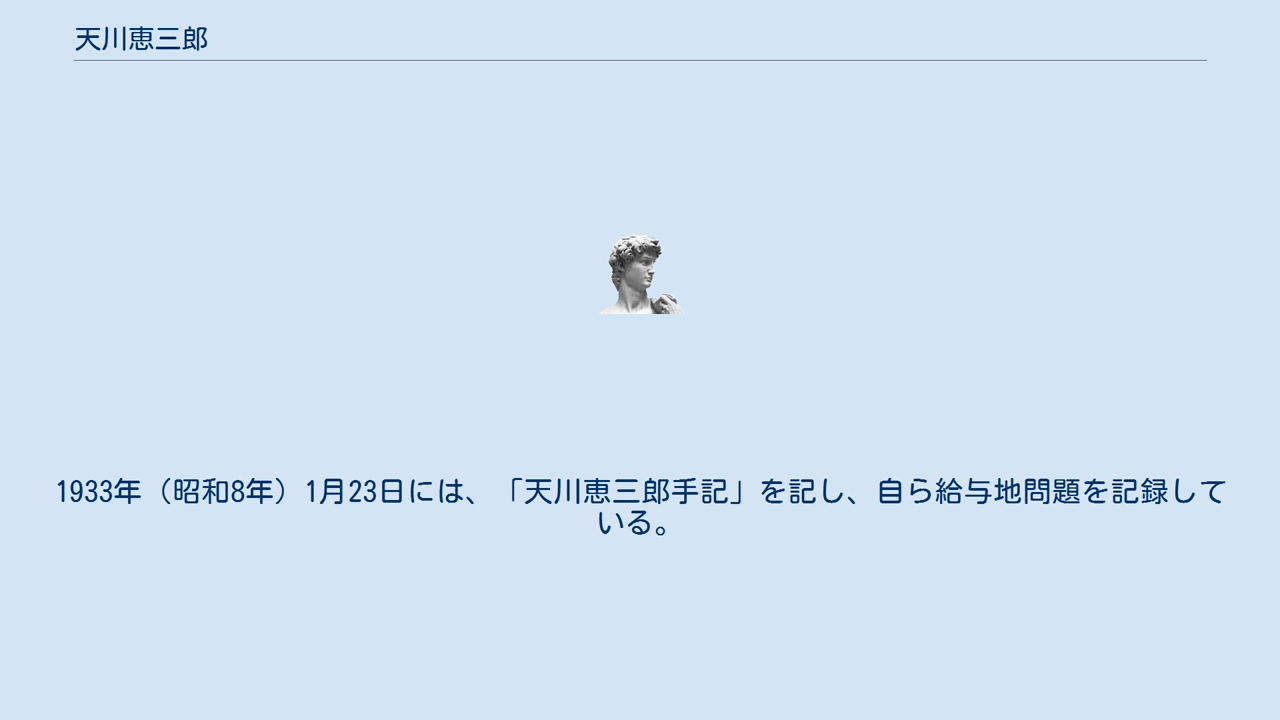 天川恵三郎
1933年（昭和8年）1月23日には、「天川恵三郎手記」を記し、自ら給与地問題を記録して
いる。